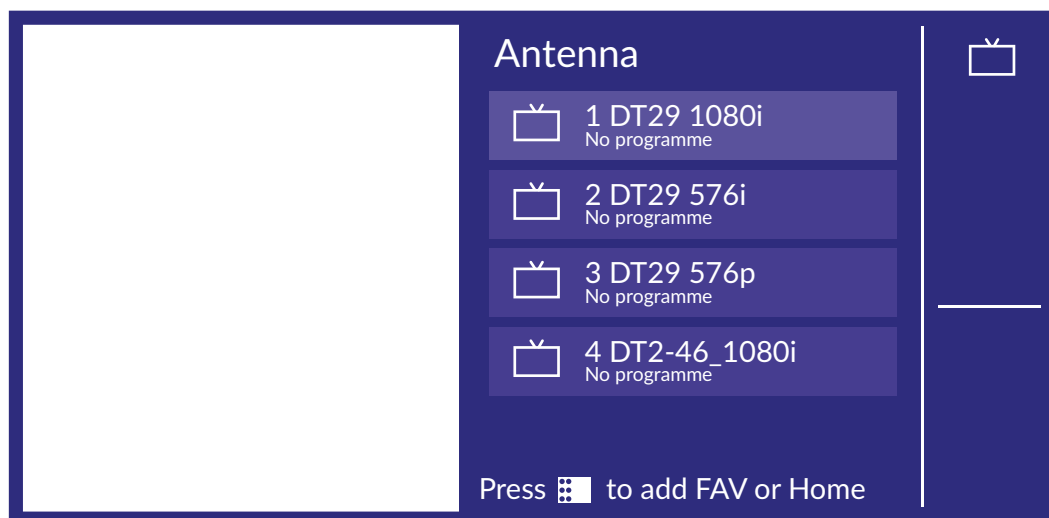 Antenna
1 DT29 1080i
No programme
2 DT29 576i
No programme
3 DT29 576p
No programme
4 DT2-46_1080i
No programme
Press to add FAV or Home